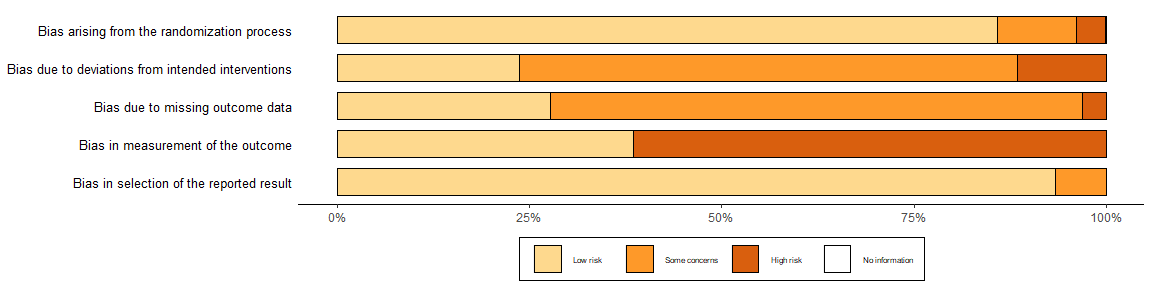 Bias arising from the randomization process
Bias due to deviations from intended interventions
Bias due to missing outcome data
Bias in measurement of the outcome
Bias in selection of the reported result
0% 25% 50% 75% 100%
Low risk Some concerns High risk No information